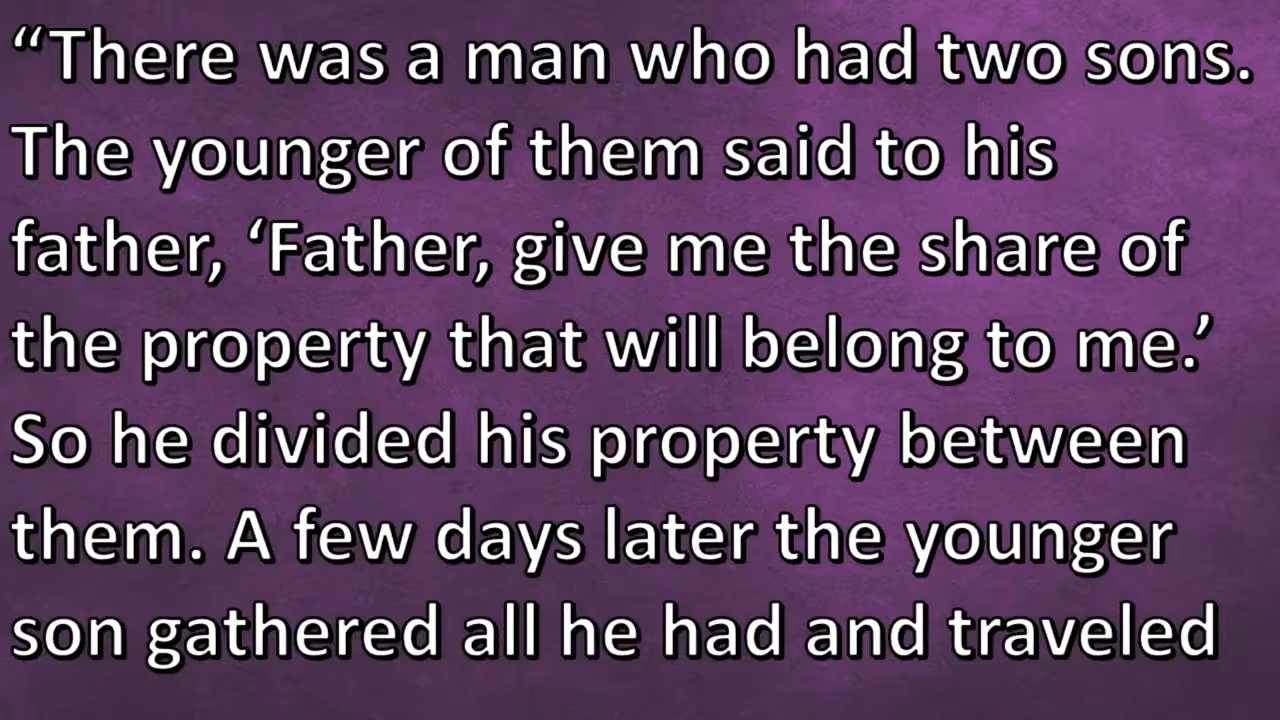 “There was a man who had two sons.
The younger of them said to his
father, ‘Father, give me the share of
the property that will belong to me.’
So he divided his property between
them. A few days later the younger
son gathered all he had and traveled